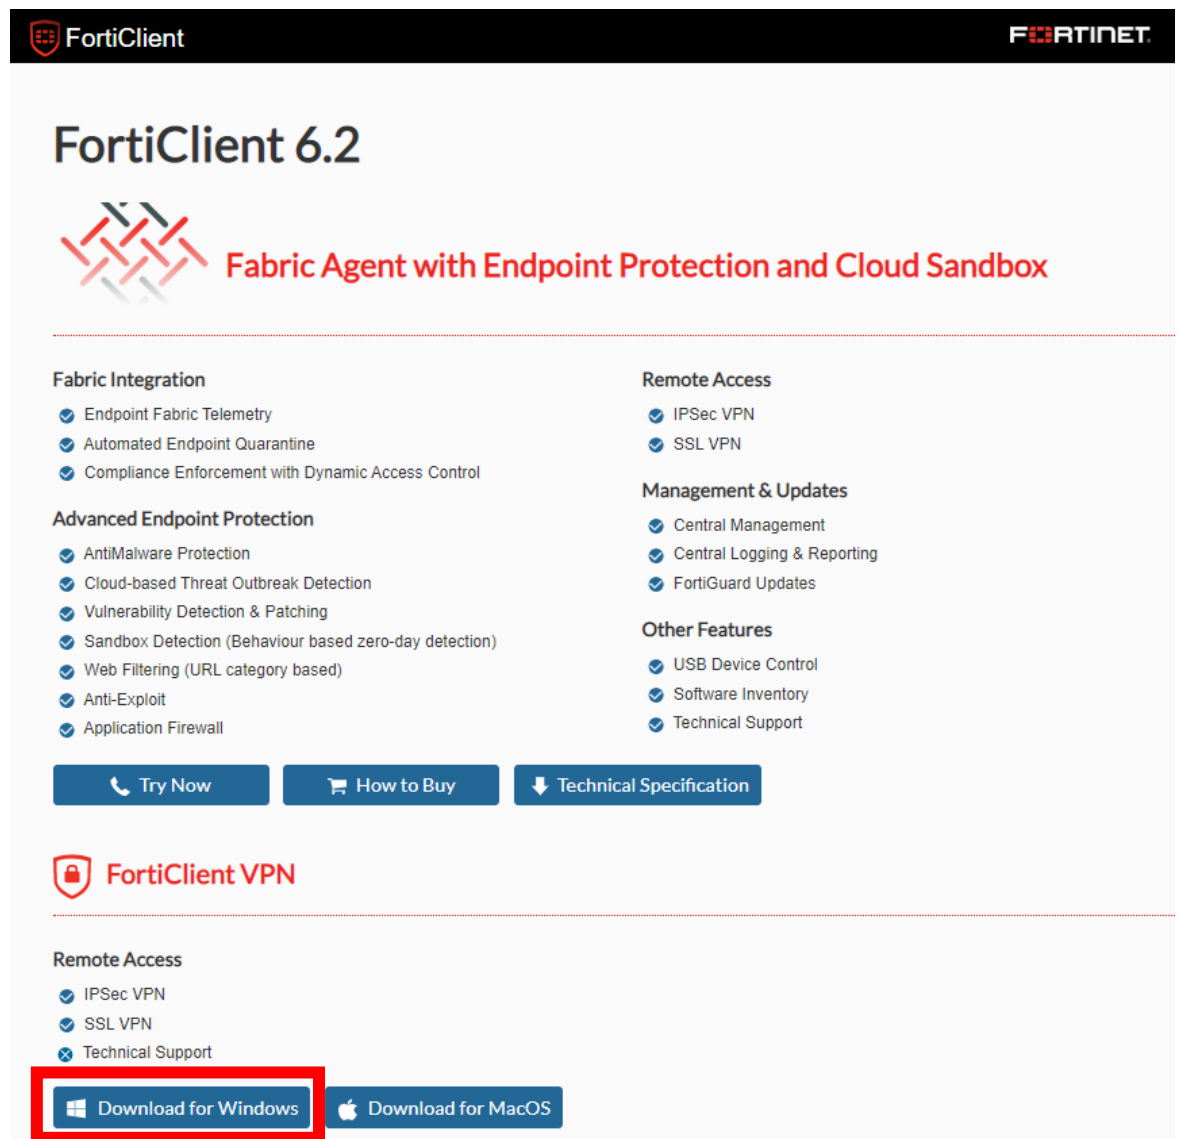 FortiClient
FORTINET
FortiClient 6.2
Fabric Agent with Endpoint Protection and Cloud Sandbox
Fabric Integration
Endpoint Fabric Telemetry
Automated Endpoint Quarantine
Compliance Enforcement with Dynamic Access Control
Advanced Endpoint Protection
AntiMalware Protection
Cloud-based Threat Outbreak Detection
Vulnerability Detection & Patching
Sandbox Detection (Behaviour based zero-day detection)
Web Filtering (URL category based)
Anti-Exploit
Application Firewall
Remote Access
IPSec VPN
SSL VPN
Management & Updates
Central Management
Central Logging & Reporting
FortiGuard Updates
Other Features
USB Device Control
Software Inventory
Technical Support
Try Now
How to Buy
Technical Specification
FortiClient VPN
Remote Access
IPSec VPN
SSL VPN
Technical Support
Download for Windows
Download for MacOS